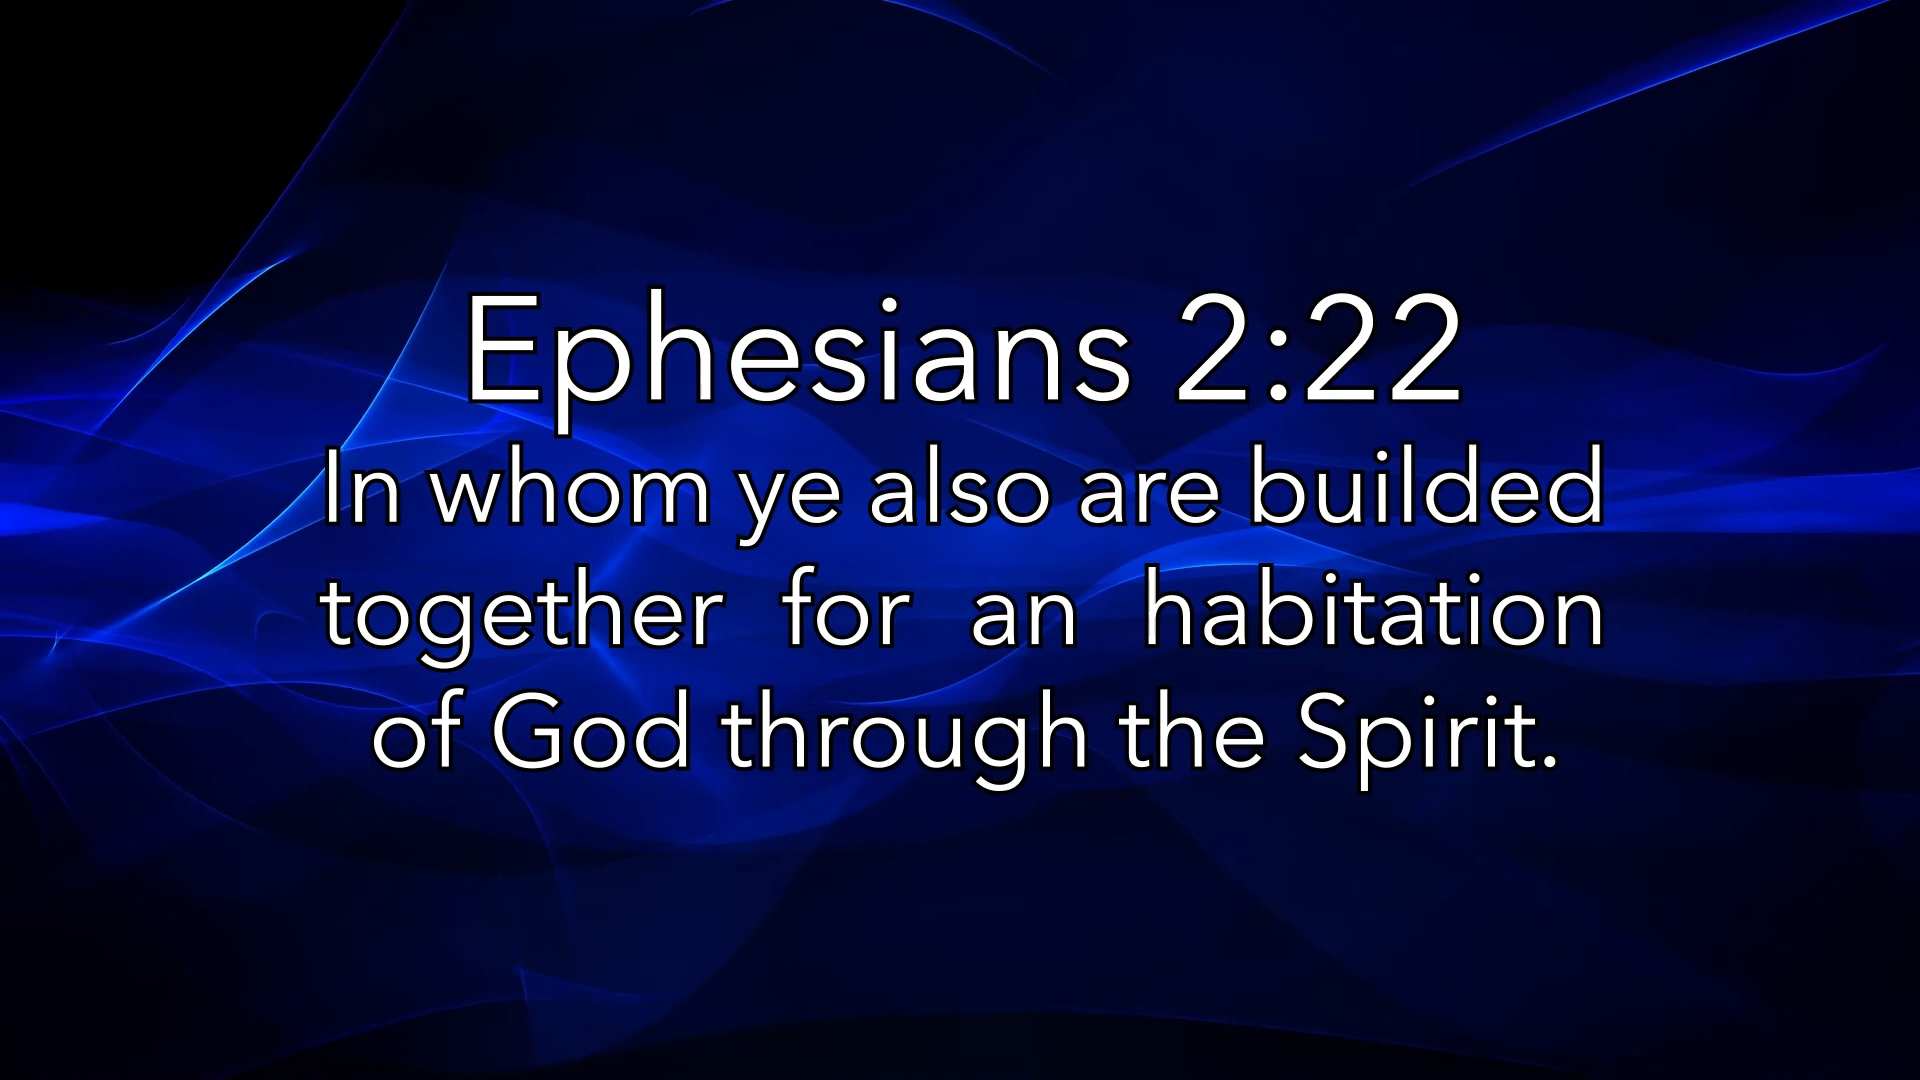 Ephesians 2:22
In whom ye also are builded
together for an habitation
of God through the Spirit.